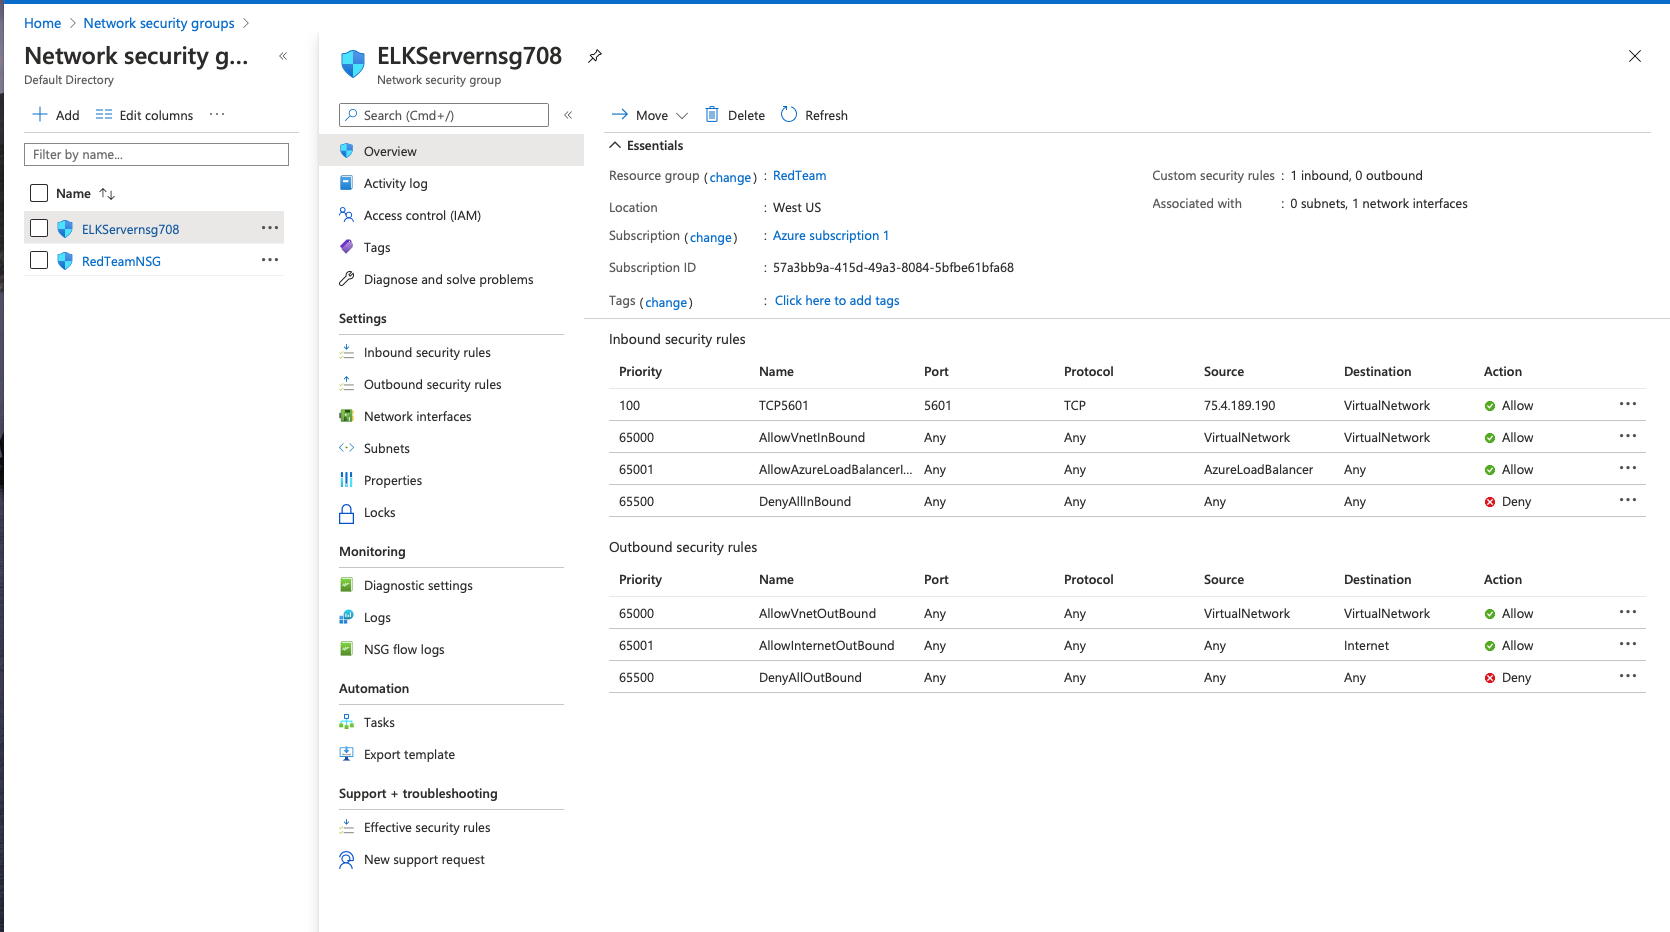 Home > Network security groups >
Network security g...
Default Directory
Add Edit columns ...
Filter by name...
Name
ELKServernsg708
RedTeamNSG
ELKServernsg708
Network security group
Search (Cmd+/)
Overview
Activity log
Access control (IAM)
Tags
Diagnose and solve problems
Settings
Inbound security rules
Outbound security rules
Network interfaces
Subnets
Properties
Locks
Monitoring
Diagnostic settings
Logs
NSG flow logs
Automation
Tasks
Export template
Support + troubleshooting
Effective security rules
New support request
Move Delete Refresh
Essentials
Resource group (change) : RedTeam
Location : West US
Subscription (change) : Azure subscription 1
Subscription ID : 57a3bb9a-415d-49a3-8084-5bfbe61bfa68
Tags (change) : Click here to add tags
Custom security rules : 1 inbound, 0 outbound
Associated with : 0 subnets, 1 network interfaces
Inbound security rules
Priority Name Port Protocol Source Destination Action
100 TCP5601 5601 TCP 75.4.189.190 VirtualNetwork Allow
65000 AllowVnetInBound Any Any VirtualNetwork VirtualNetwork Allow
65001 AllowAzureLoadBalancerI... Any Any AzureLoadBalancer Any Allow
65500 DenyAllInBound Any Any Any Any Deny
Outbound security rules
Priority Name Port Protocol Source Destination Action
65000 AllowVnetOutBound Any Any VirtualNetwork VirtualNetwork Allow
65001 AllowInternetOutBound Any Any Any Internet Allow
65500 DenyAllOutBound Any Any Any Any Deny